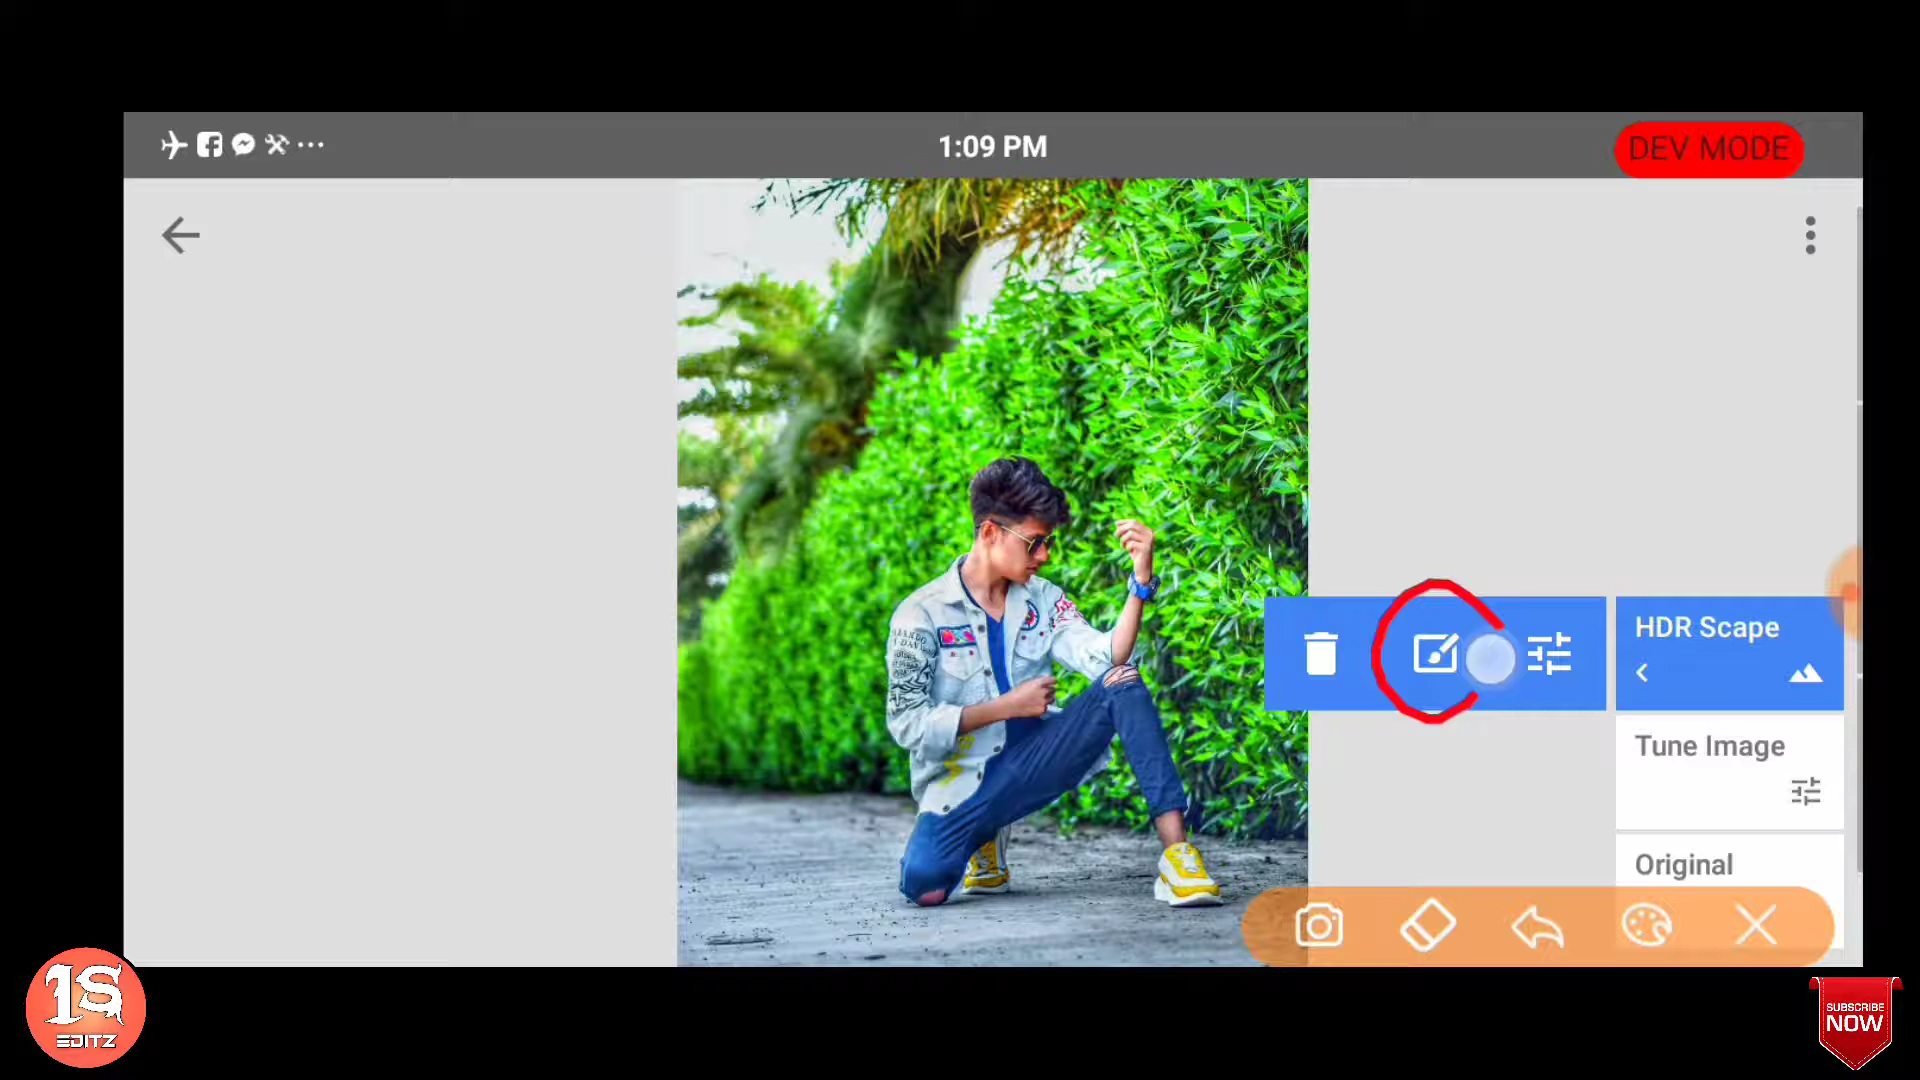 1:09 PM
DEV MODE
HDR Scape
Tune Image
Original
1S
EDITZ
SUBSCRIBE
NOW